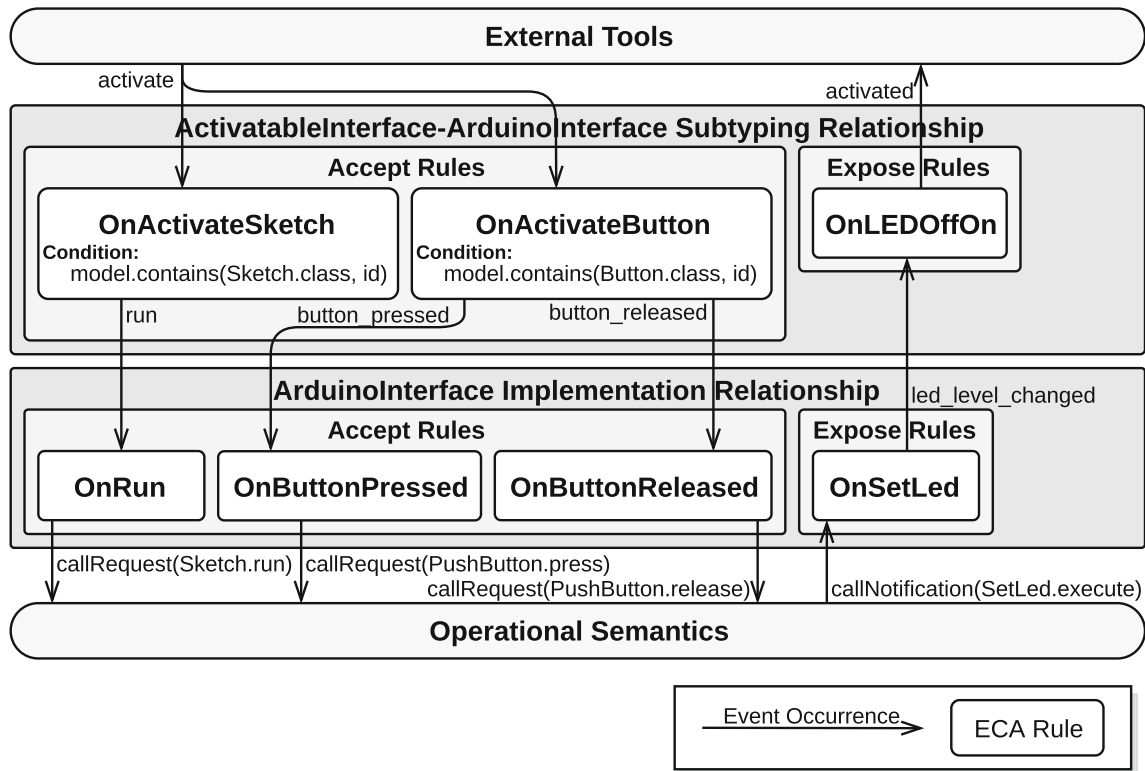 External Tools
activate
activated
ActivatableInterface-ArduinoInterface Subtyping Relationship
Accept Rules
Expose Rules
OnActivateSketch
Condition:
model.contains(Sketch.class, id)
OnActivateButton
Condition:
model.contains(Button.class, id)
OnLEDOffOn
run
button_pressed
button_released
ArduinoInterface Implementation Relationship
led_level_changed
Accept Rules
Expose Rules
OnRun
OnButtonPressed
OnButtonReleased
OnSetLed
callRequest(Sketch.run)
callRequest(PushButton.press)
callRequest(PushButton.release)
callNotification(SetLed.execute)
Operational Semantics
Event Occurrence
ECA Rule